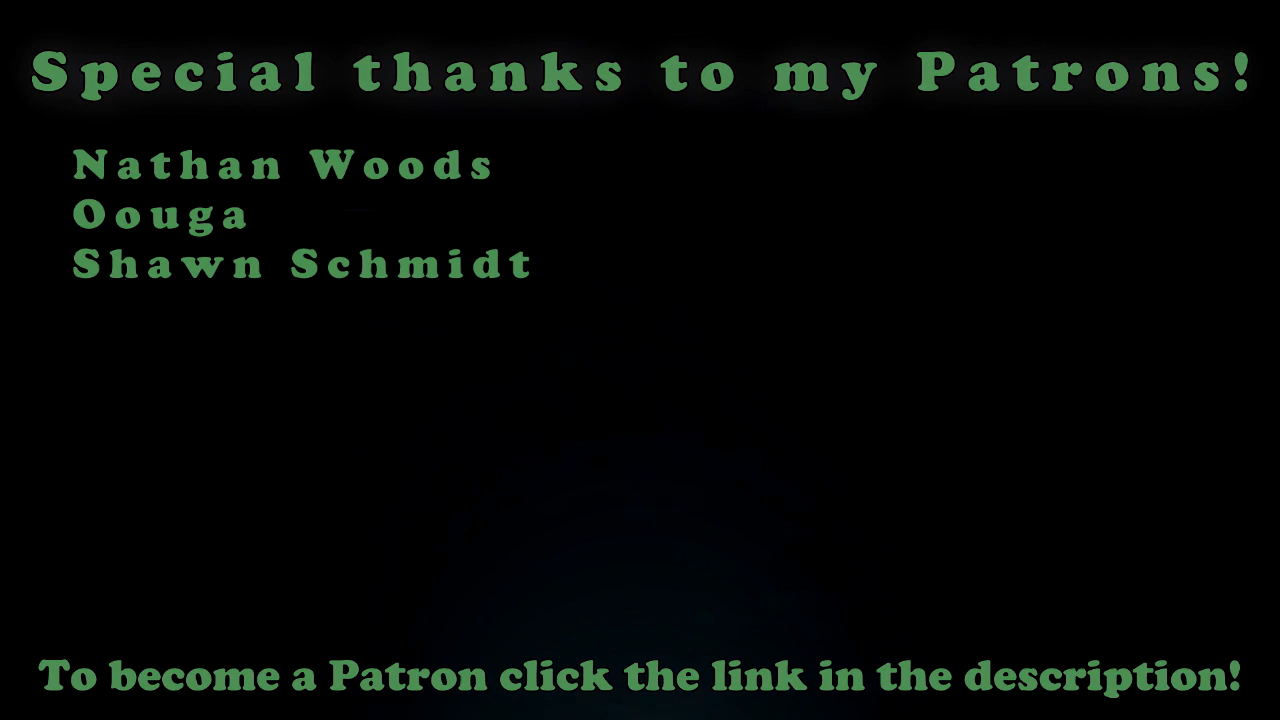 Special thanks to my Patrons!
Nathan Woods
Oouga
Shawn Schmidt
To become a Patron click the link in the description!